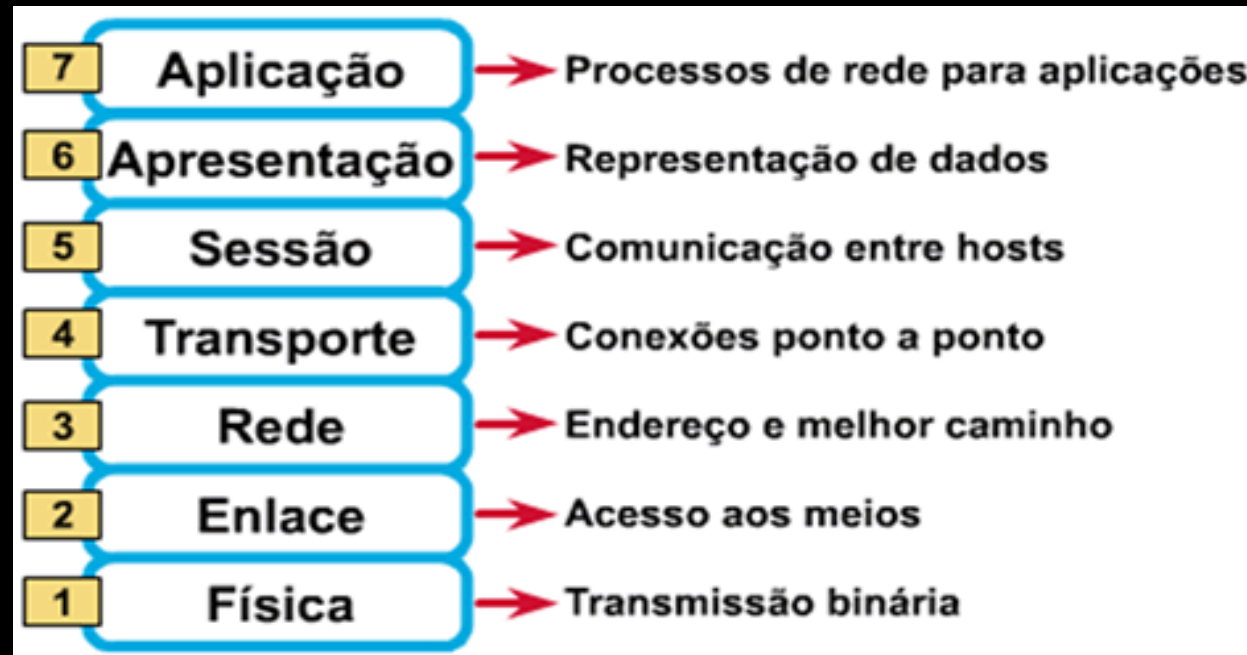 7 Aplicação Processos de rede para aplicações
6 Apresentação Representação de dados
5 Sessão Comunicação entre hosts
4 Transporte Conexões ponto a ponto
3 Rede Endereço e melhor caminho
2 Enlace Acesso aos meios
1 Física Transmissão binária